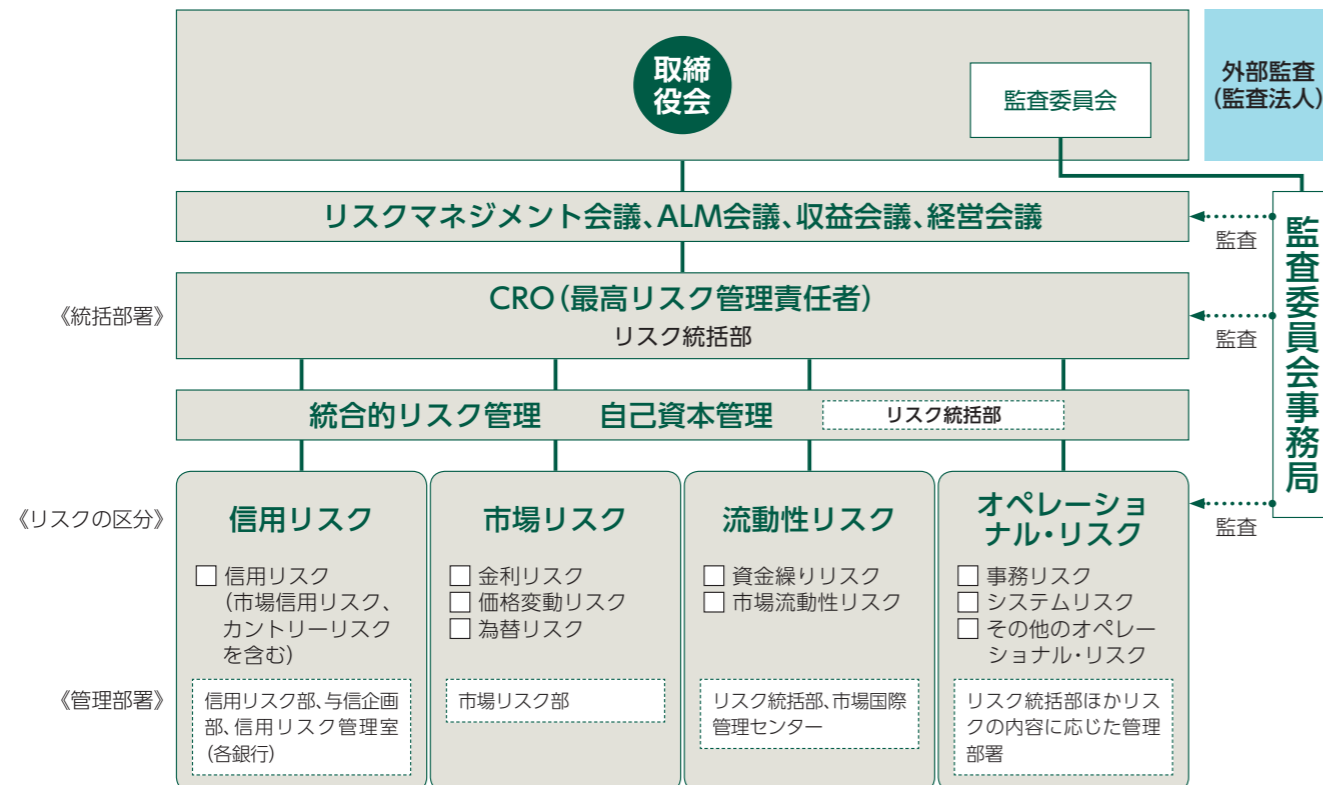 取締
役会
監査委員会
外部監査
(監査法人)
リスクマネジメント会議、ALM会議、収益会議、経営会議
監査
監査委員会事務局
《統括部署》
CRO(最高リスク管理責任者)
リスク統括部
監査
統合的リスク管理
自己資本管理
リスク統括部
《リスクの区分》
信用リスク
市場リスク
流動性リスク
オペレーショ
ナル・リスク
監査
□ 信用リスク
(市場信用リスク、
カントリーリスク
を含む)
□ 金利リスク
□ 価格変動リスク
□ 為替リスク
□ 資金繰りリスク
□ 市場流動性リスク
□ 事務リスク
□ システムリスク
□ その他のオペレー
ショナル・リスク
《管理部署》
信用リスク部、与信企画
部、信用リスク管理室
(各銀行)
市場リスク部
リスク統括部、市場国際
管理センター
リスク統括部ほかリス
クの内容に応じた管理
部署